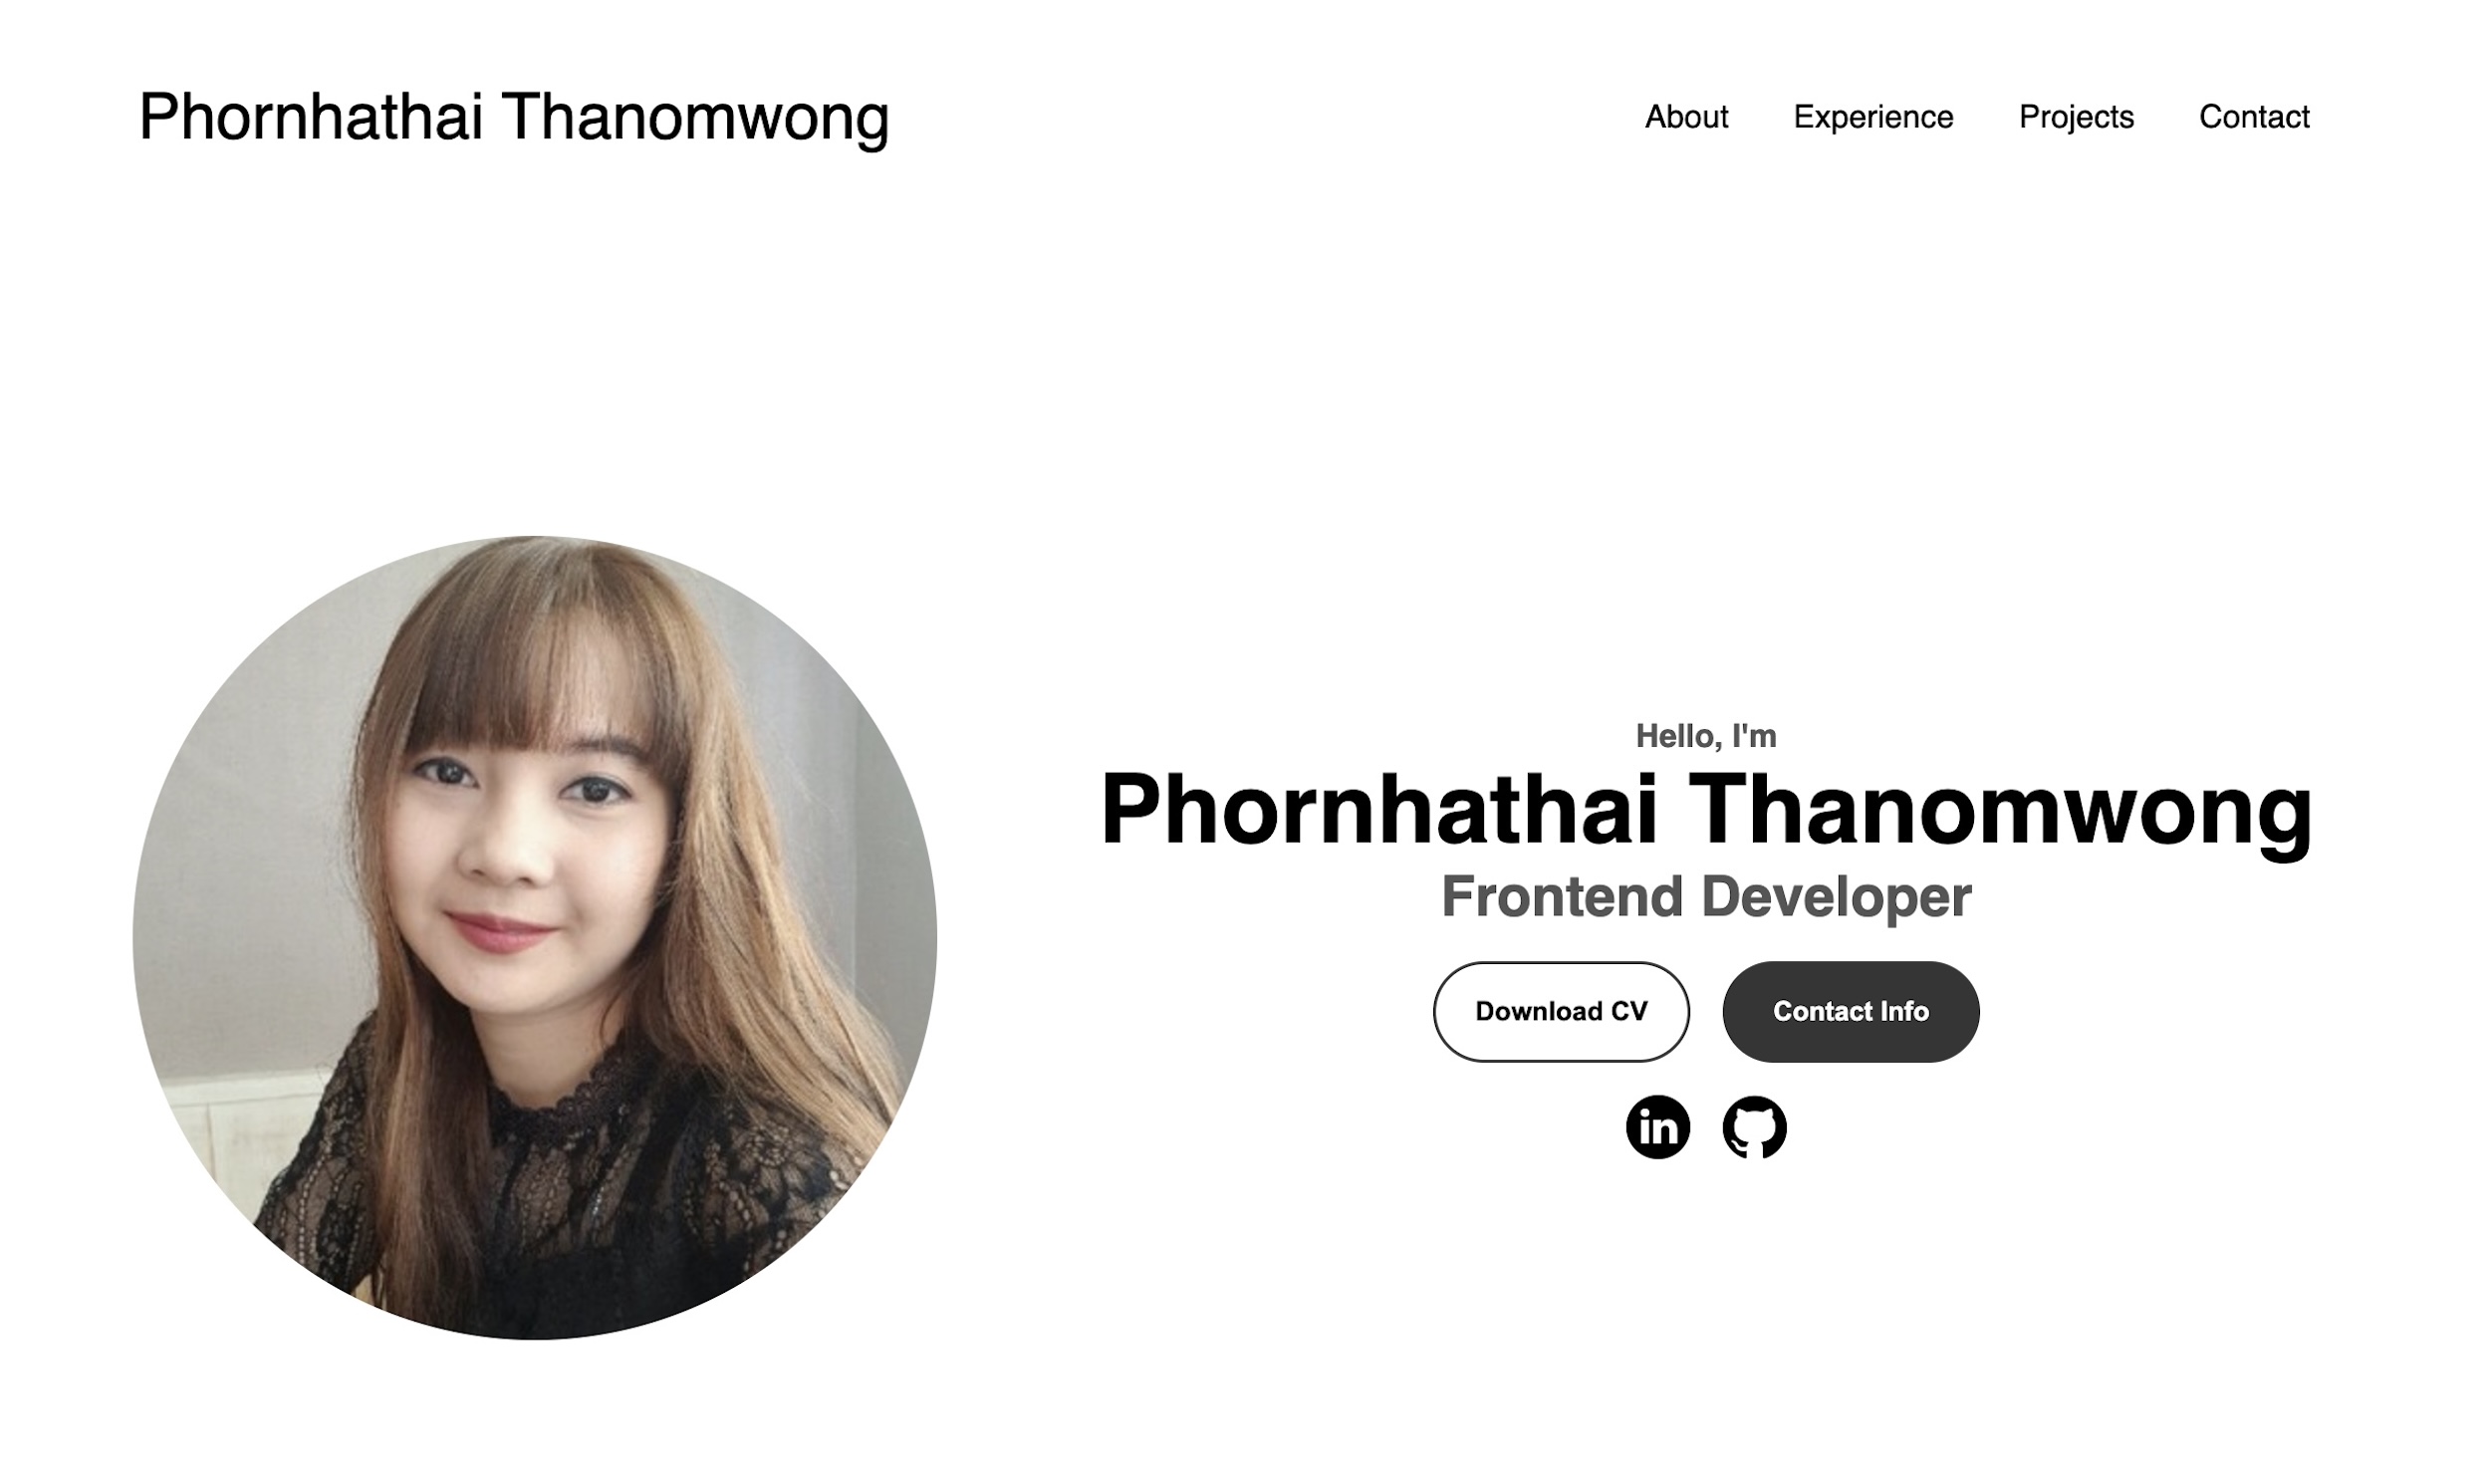 Phornhathai Thanomwong
About Experience Projects Contact
Hello, I'm
Phornhathai Thanomwong
Frontend Developer
Download CV Contact Info
in